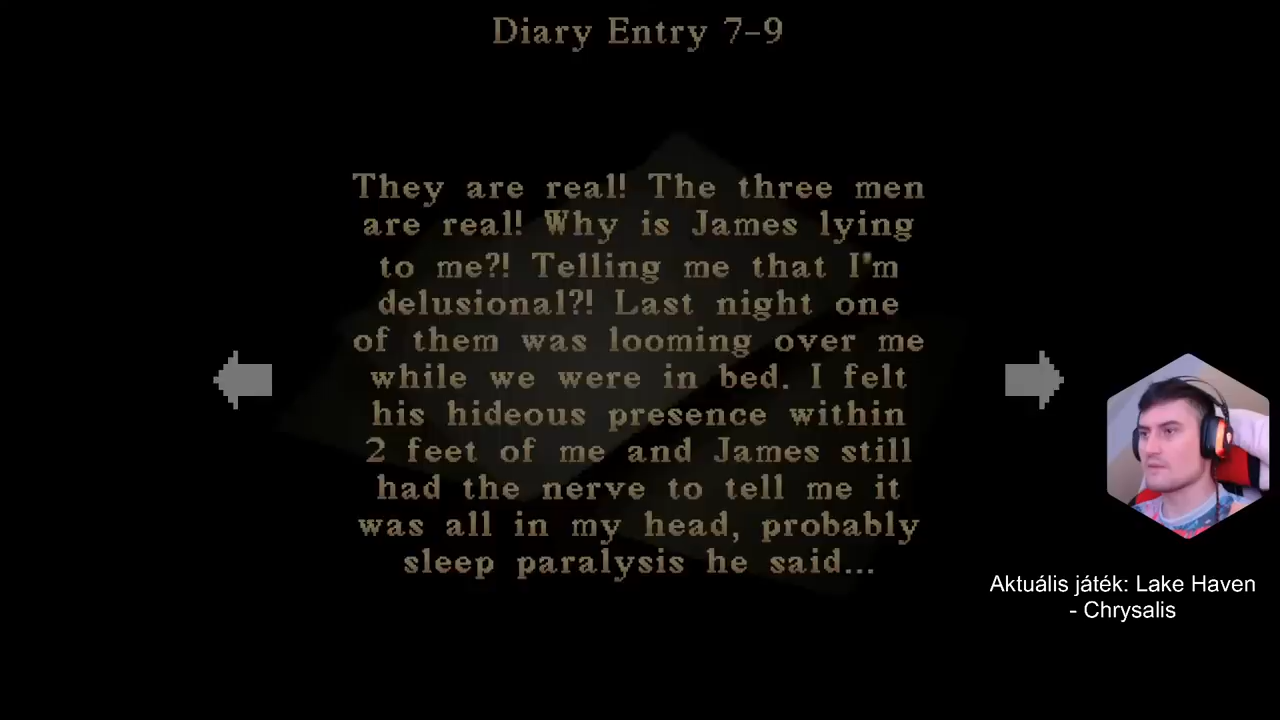 Diary Entry 7-9
They are real! The three men
are real! Why is James lying
to me?! Telling me that I'm
delusional?! Last night one
of them was looming over me
while we were in bed. I felt
his hideous presence within
2 feet of me and James still
had the nerve to tell me it
was all in my head, probably
sleep paralysis he said...
Aktuális játék: Lake Haven
- Chrysalis